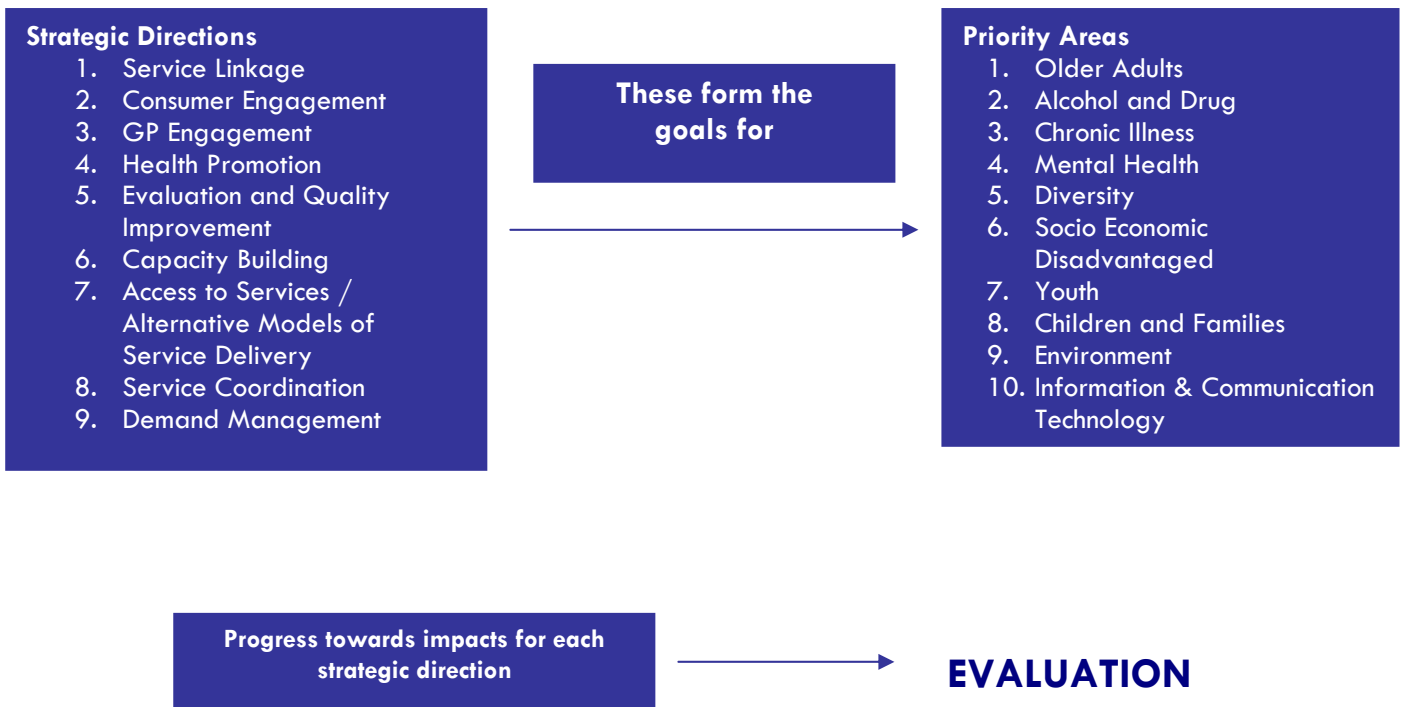 Strategic Directions
1. Service Linkage
2. Consumer Engagement
3. GP Engagement
4. Health Promotion
5. Evaluation and Quality
Improvement
6. Capacity Building
7. Access to Services /
Alternative Models of
Service Delivery
8. Service Coordination
9. Demand Management
These form the
goals for
Priority Areas
1. Older Adults
2. Alcohol and Drug
3. Chronic Illness
4. Mental Health
5. Diversity
6. Socio Economic
Disadvantaged
7. Youth
8. Children and Families
9. Environment
10. Information & Communication
Technology
Progress towards impacts for each
strategic direction
EVALUATION